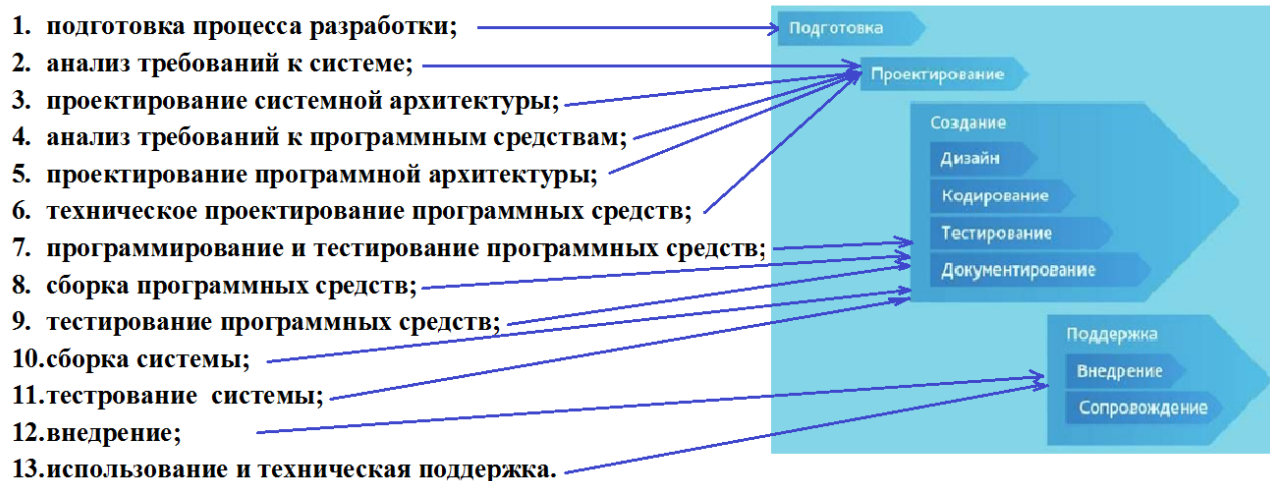 1. подготовка процесса разработки;
2. анализ требований к системе;
3. проектирование системной архитектуры;
4. анализ требований к программным средствам;
5. проектирование программной архитектуры;
6. техническое проектирование программных средств;
7. программирование и тестирование программных средств;
8. сборка программных средств;
9. тестирование программных средств;
10.сборка системы;
11.тестрование системы;
12.внедрение;
13.использование и техническая поддержка.
Подготовка
Проектирование
Создание
Дизайн
Кодирование
Тестирование
Документирование
Поддержка
Внедрение
Сопровождение